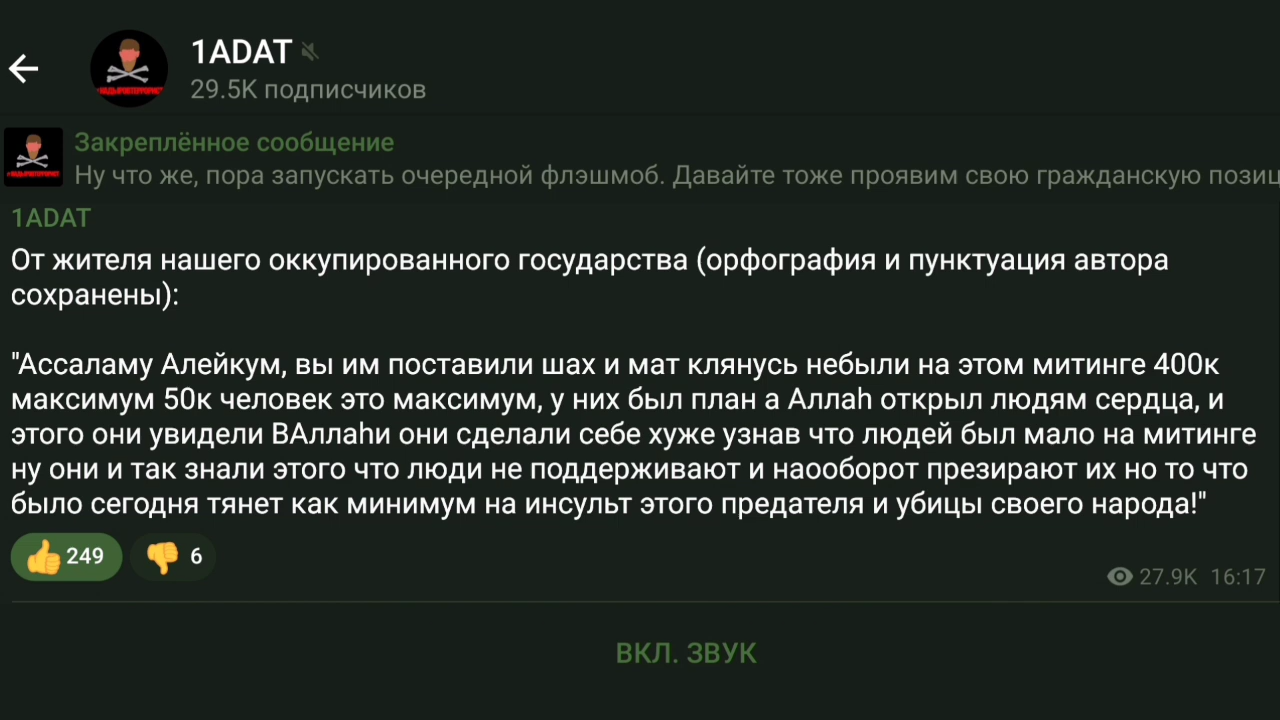 1ADAT
29.5K подписчиков
Закреплённое сообщение
Ну что же, пора запускать очередной флэшмоб. Давайте тоже проявим свою гражданскую позиц
1ADAT
От жителя нашего оккупированного государства (орфография и пунктуация автора
сохранены):
"Ассаламу Алейкум, вы им поставили шах и мат клянусь небыли на этом митинге 400к
максимум 50к человек это максимум, у них был план а Аллаһ открыл людям сердца, и
этого они увидели ВАллаһи они сделали себе хуже узнав что людей был мало на митинге
ну они и так знали этого что люди не поддерживают и наооборот презирают их но то что
было сегодня тянет как минимум на инсульт этого предателя и убицы своего народа!"
249 6
27.9K 16:17
ВКЛ. ЗВУК